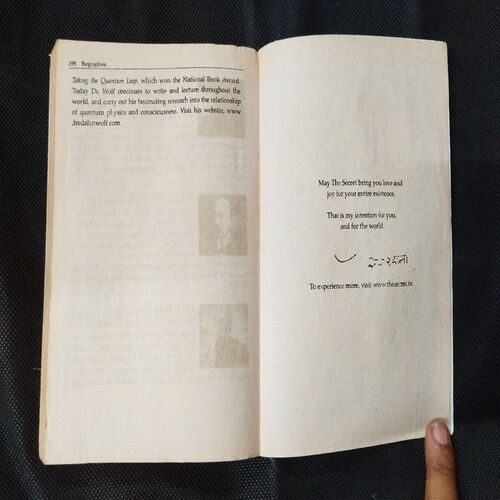 198 Biographies
Taking the Quantum Leap, which won the National Book Award.
Today Dr. Wolf continues to write and lecture throughout the
world, and carry out his fascinating research into the relationship
of quantum physics and consciousness. Visit his website, www
.fredalanwolf.com.
May The Secret bring you love and
joy for your entire existence.
That is my intention for you,
and for the world.
To experience more, visit www.thesecret.tv.